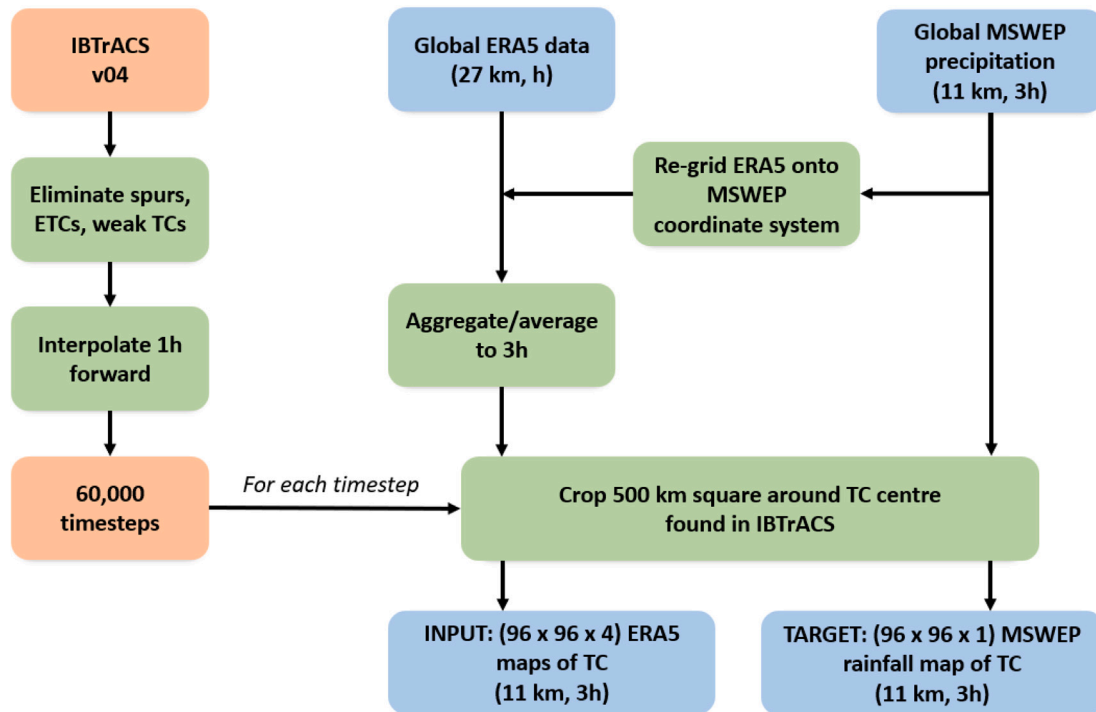 IBTrACS
v04
Global ERA5 data
(27 km, h)
Global MSWEP
precipitation
(11 km, 3h)
Eliminate spurs,
ETCs, weak TCs
Re-grid ERA5 onto
MSWEP
coordinate system
Interpolate 1h
forward
Aggregate/average
to 3h
60,000
timesteps
For each timestep
Crop 500 km square around TC centre
found in IBTrACS
INPUT: (96 x 96 x 4) ERA5
maps of TC
(11 km, 3h)
TARGET: (96 x 96 x 1) MSWEP
rainfall map of TC
(11 km, 3h)